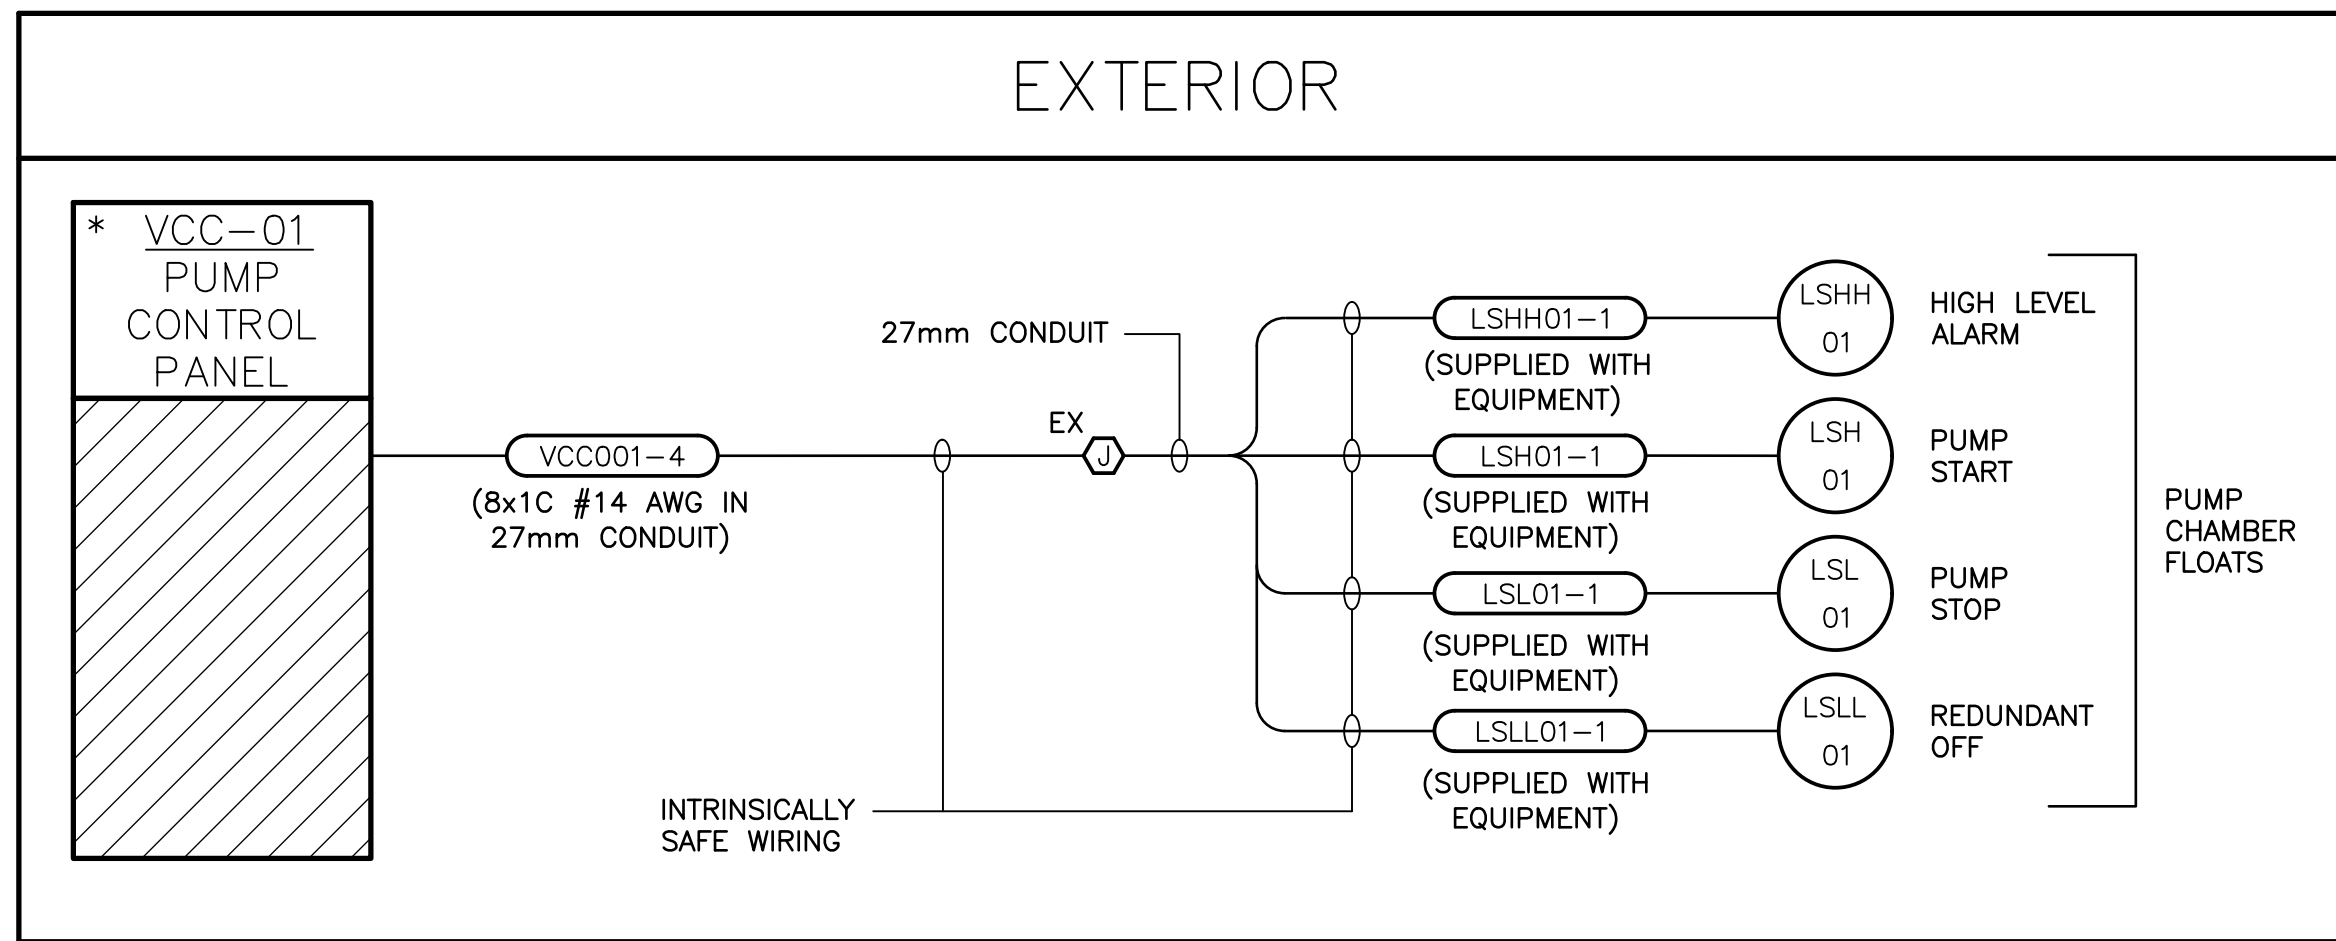 EXTERIOR
* VCC-01
PUMP
CONTROL
PANEL
VCC001-4
(8x1C #14 AWG IN
27mm CONDUIT)
27mm CONDUIT
EX
J
INTRINSICALLY
SAFE WIRING
LSHH01-1
(SUPPLIED WITH
EQUIPMENT)
LSHH
01
HIGH LEVEL
ALARM
LSH01-1
(SUPPLIED WITH
EQUIPMENT)
LSH
01
PUMP
START
LSL01-1
(SUPPLIED WITH
EQUIPMENT)
LSL
01
PUMP
STOP
LSLL01-1
(SUPPLIED WITH
EQUIPMENT)
LSLL
01
REDUNDANT
OFF
PUMP
CHAMBER
FLOATS